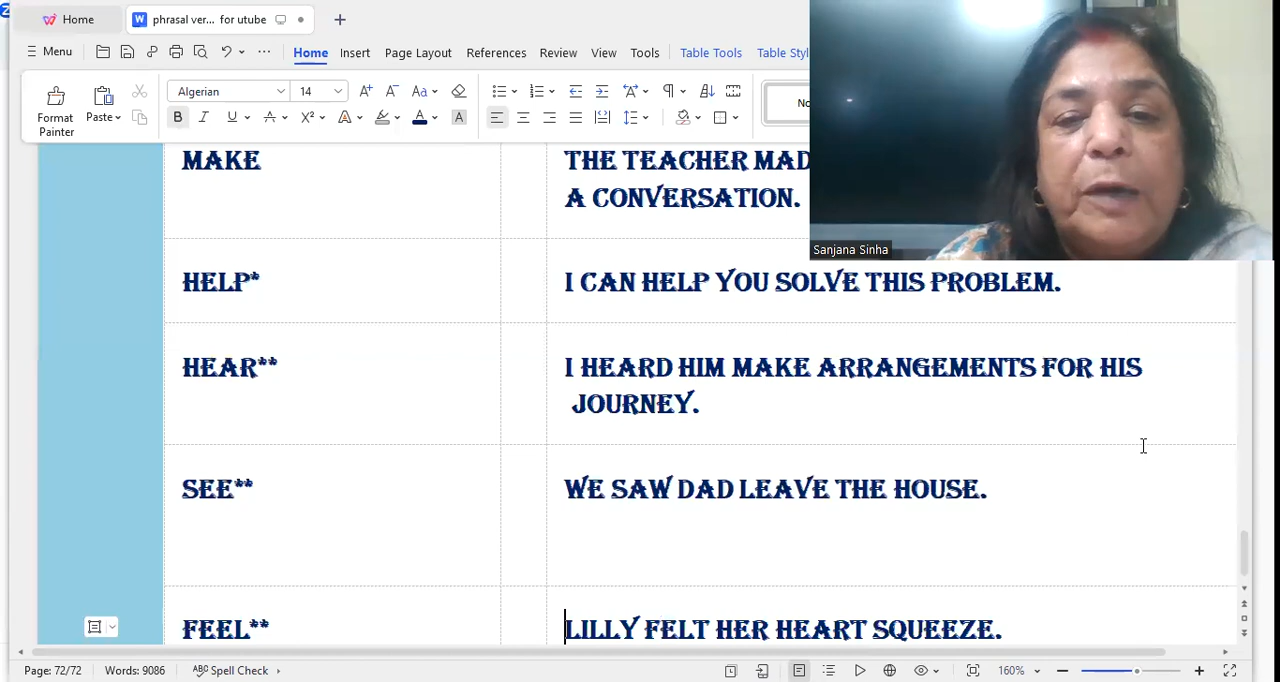 Home
phrasal ver... for utube
Menu
Home Insert Page Layout References Review View Tools Table Tools Table Styl
Format Painter
Paste
Algerian 14
No
MAKE THE TEACHER MAD
A CONVERSATION.
HELP* I CAN HELP YOU SOLVE THIS PROBLEM.
HEAR** I HEARD HIM MAKE ARRANGEMENTS FOR HIS
JOURNEY.
SEE** WE SAW DAD LEAVE THE HOUSE.
FEEL** LILLY FELT HER HEART SQUEEZE.
Sanjana Sinha
Page: 72/72 Words: 9086 Spell Check 160%